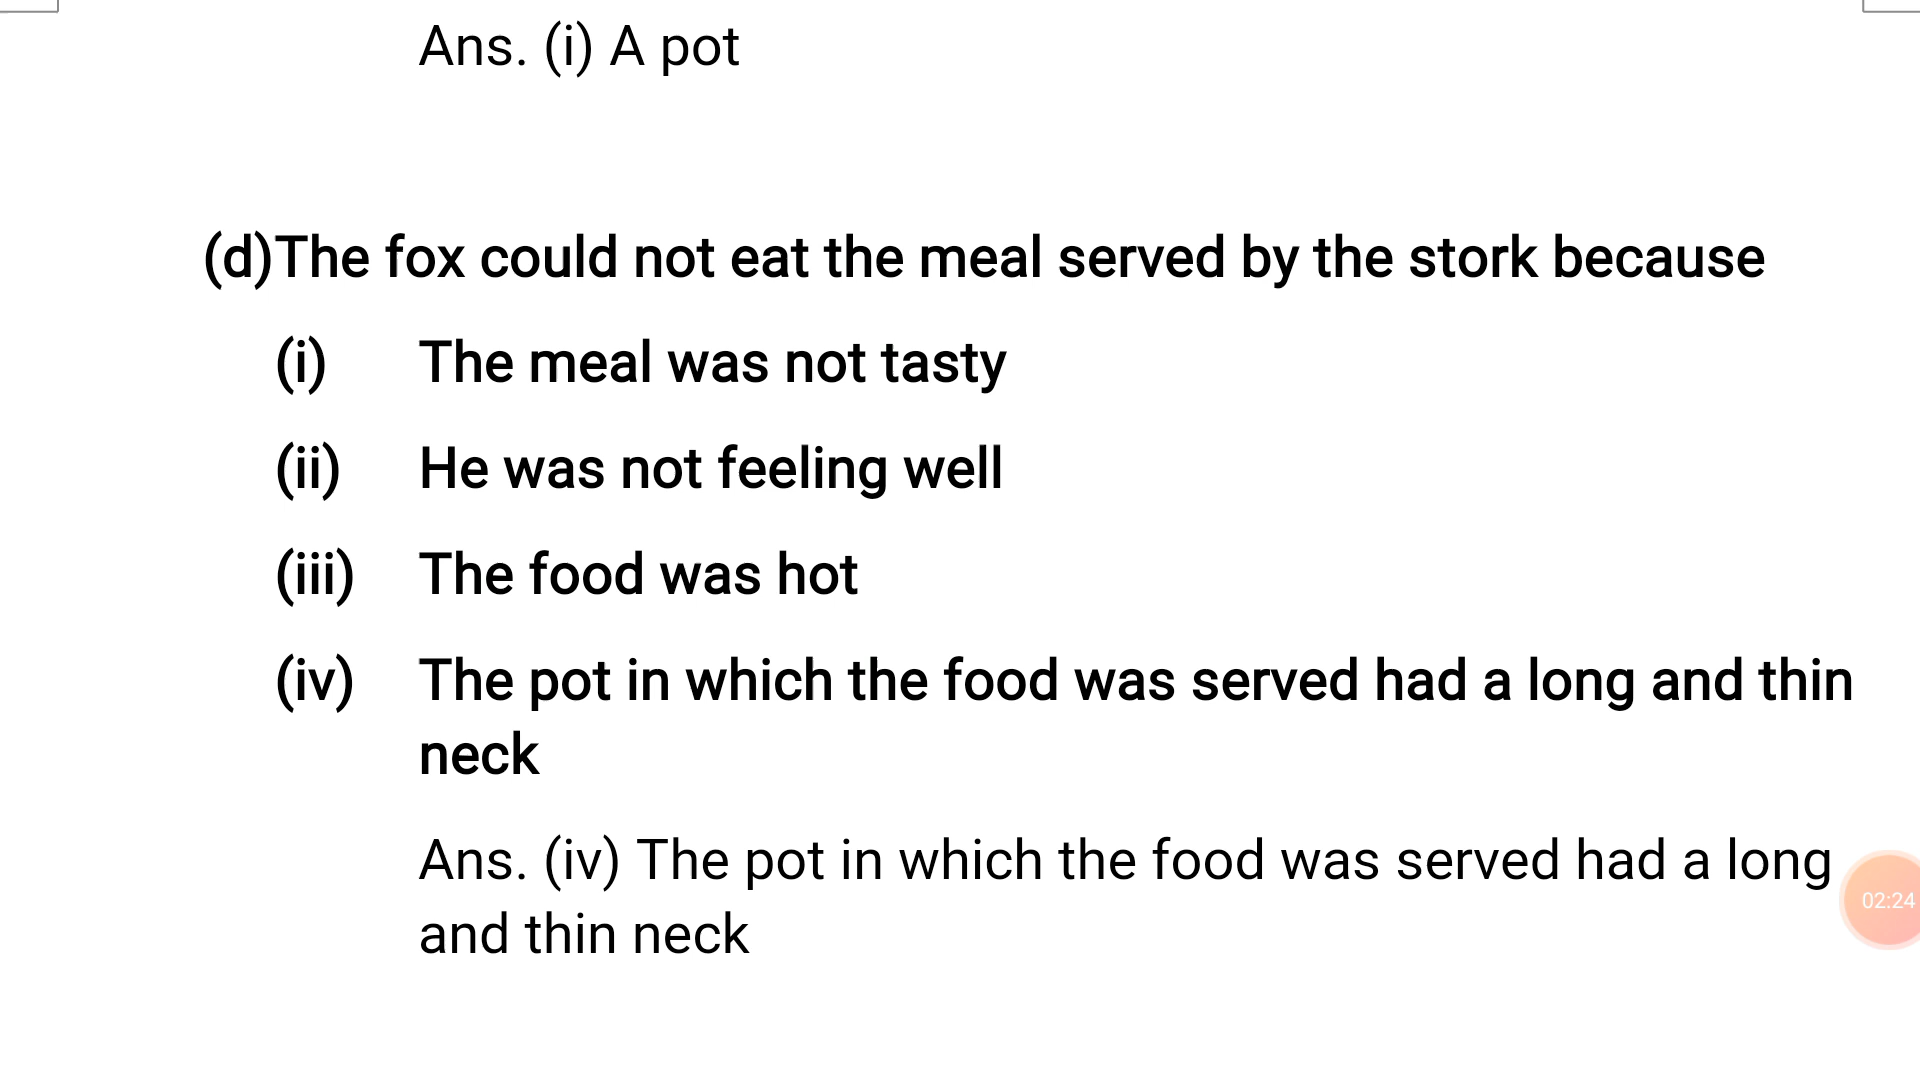 Ans. (i) A pot
(d)The fox could not eat the meal served by the stork because
(i) The meal was not tasty
(ii) He was not feeling well
(iii) The food was hot
(iv) The pot in which the food was served had a long and thin
neck
Ans. (iv) The pot in which the food was served had a long
and thin neck
02:24